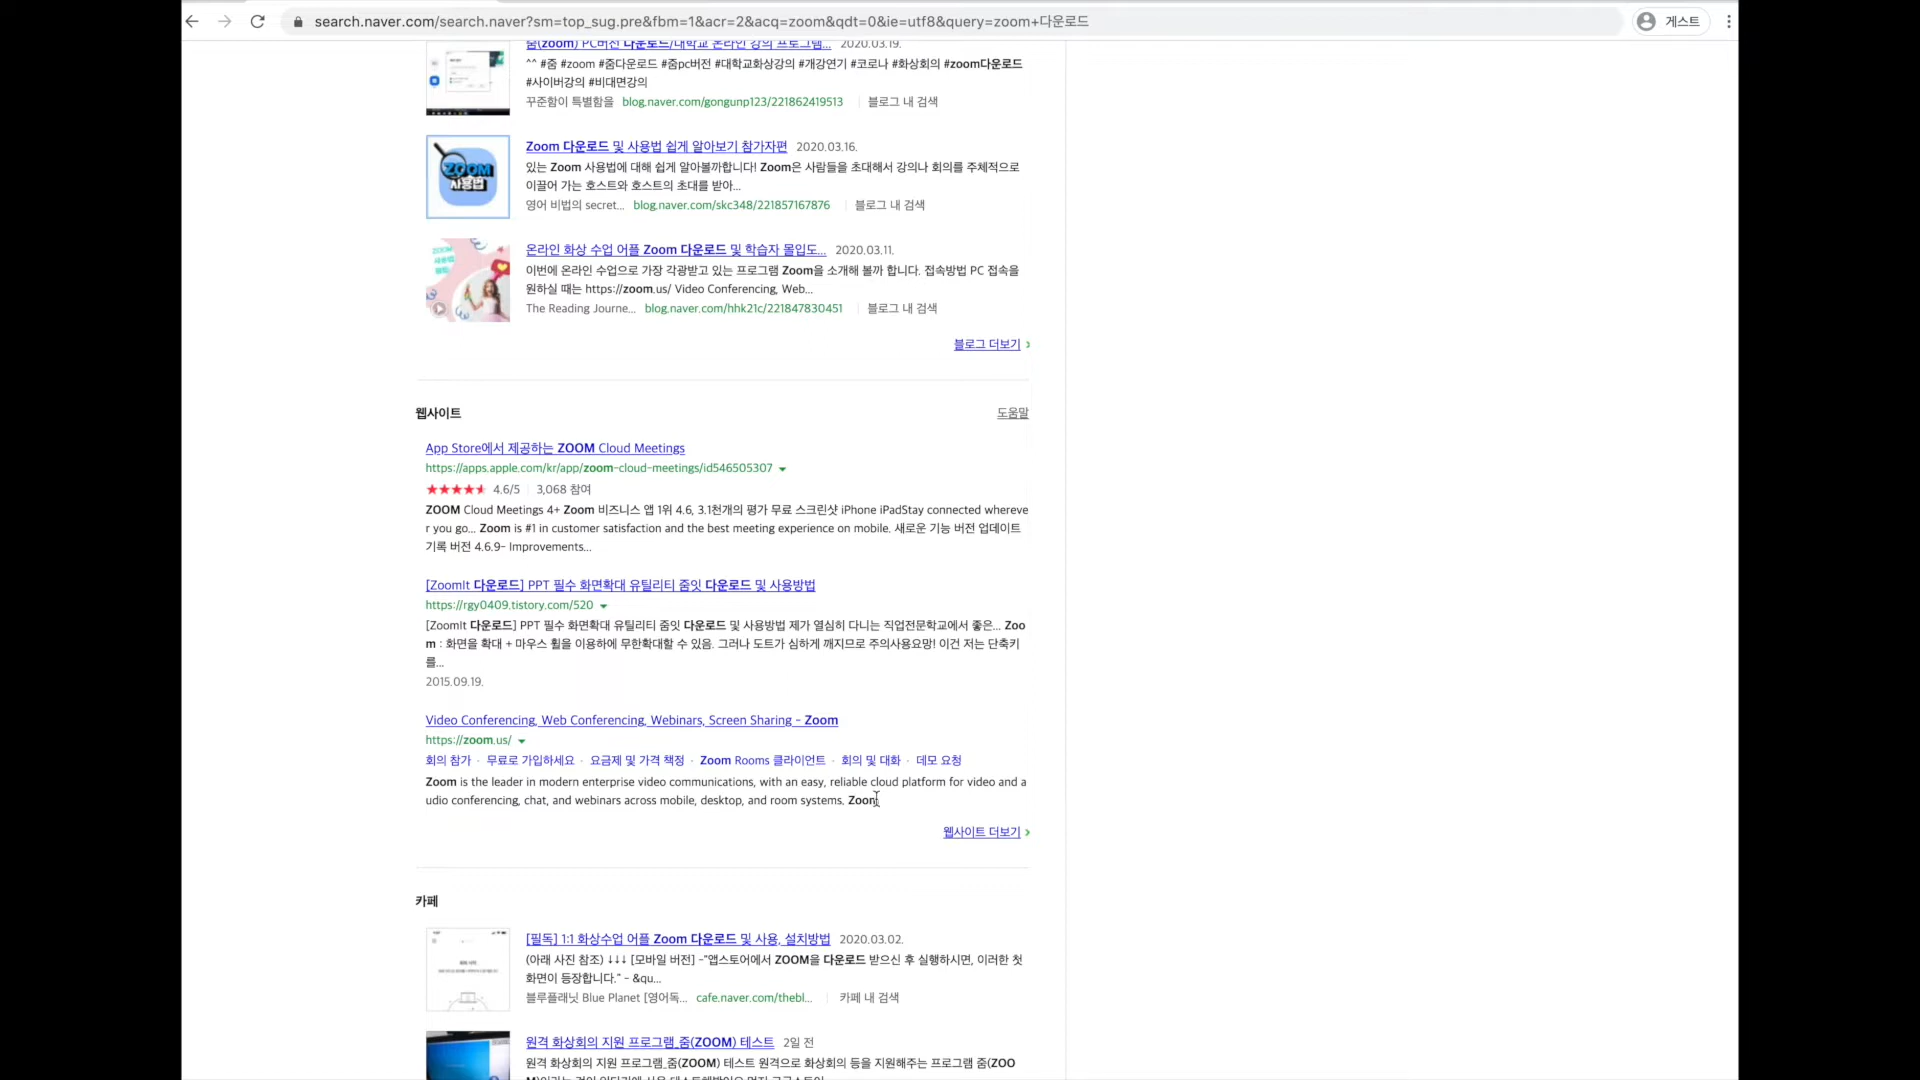 search.naver.com/search.naver?sm=top_sug.pre&fbm=1&acr=2&acq=zoom&qdt=0&ie=utf8&query=zoom+다운로드
게스트
줌(zoom) PC버전 다운로드/대학교 온라인 강의 프로그램... 2020.03.19.
^^ #줌 #zoom #줌다운로드 #줌pc버전 #대학교화상강의 #개강연기 #코로나 #화상회의 #zoom다운로드
#사이버강의 #비대면강의
꾸준함이 특별함을 blog.naver.com/gongunp123/221862419513 블로그 내 검색
ZOOM
사용법
Zoom 다운로드 및 사용법 쉽게 알아보기 참가자편 2020.03.16.
있는 Zoom 사용법에 대해 쉽게 알아볼까합니다! Zoom은 사람들을 초대해서 강의나 회의를 주체적으로
이끌어 가는 호스트와 호스트의 초대를 받아...
영어 비법의 secret... blog.naver.com/skc348/221857167876 블로그 내 검색
온라인 화상 수업 어플 Zoom 다운로드 및 학습자 몰입도... 2020.03.11.
이번에 온라인 수업으로 가장 각광받고 있는 프로그램 Zoom을 소개해 볼까 합니다. 접속방법 PC 접속을
원하실 때는 https://zoom.us/ Video Conferencing, Web...
The Reading Journe... blog.naver.com/hhk21c/221847830451 블로그 내 검색
블로그 더보기
웹사이트 도움말
App Store에서 제공하는 ZOOM Cloud Meetings
https://apps.apple.com/kr/app/zoom-cloud-meetings/id546505307
4.6/5 3,068 참여
ZOOM Cloud Meetings 4+ Zoom 비즈니스 앱 1위 4.6, 3.1천개의 평가 무료 스크린샷 iPhone iPadStay connected whereve
r you go... Zoom is #1 in customer satisfaction and the best meeting experience on mobile. 새로운 기능 버전 업데이트
기록 버전 4.6.9- Improvements...
[ZoomIt 다운로드] PPT 필수 화면확대 유틸리티 줌잇 다운로드 및 사용방법
https://rgy0409.tistory.com/520
[ZoomIt 다운로드] PPT 필수 화면확대 유틸리티 줌잇 다운로드 및 사용방법 제가 열심히 다니는 직업전문학교에서 좋은... Zoo
m : 화면을 확대 + 마우스 휠을 이용하여 무한확대할 수 있음. 그러나 도트가 심하게 깨지므로 주의사용요망! 이건 저는 단축키
를...
2015.09.19.
Video Conferencing, Web Conferencing, Webinars, Screen Sharing - Zoom
https://zoom.us/
회의 참가 · 무료로 가입하세요 · 요금제 및 가격 책정 · Zoom Rooms 클라이언트 · 회의 및 대화 · 데모 요청
Zoom is the leader in modern enterprise video communications, with an easy, reliable cloud platform for video and a
udio conferencing, chat, and webinars across mobile, desktop, and room systems. Zoom
웹사이트 더보기
카페
[필독] 1:1 화상수업 어플 Zoom 다운로드 및 사용, 설치방법 2020.03.02.
(아래 사진 참조) ↓↓↓ [모바일 버전] -"앱스토어에서 ZOOM을 다운로드 받으신 후 실행하시면, 이러한 첫
화면이 등장합니다." - &qu...
블루플래닛 Blue Planet [영어독... cafe.naver.com/thebl... 카페 내 검색
원격 화상회의 지원 프로그램_줌(ZOOM) 테스트 2일 전
원격 화상회의 지원 프로그램_줌(ZOOM) 테스트 원격으로 화상회의 등을 지원해주는 프로그램 줌(ZOO